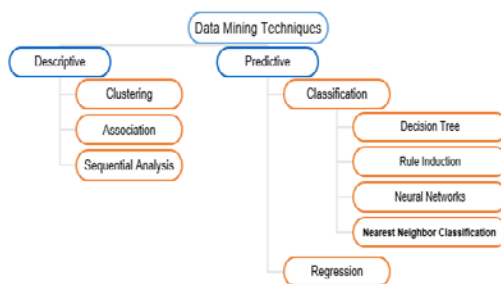 Data Mining Techniques
Descriptive
Predictive
Clustering
Association
Sequential Analysis
Classification
Decision Tree
Rule Induction
Neural Networks
Nearest Neighbor Classification
Regression